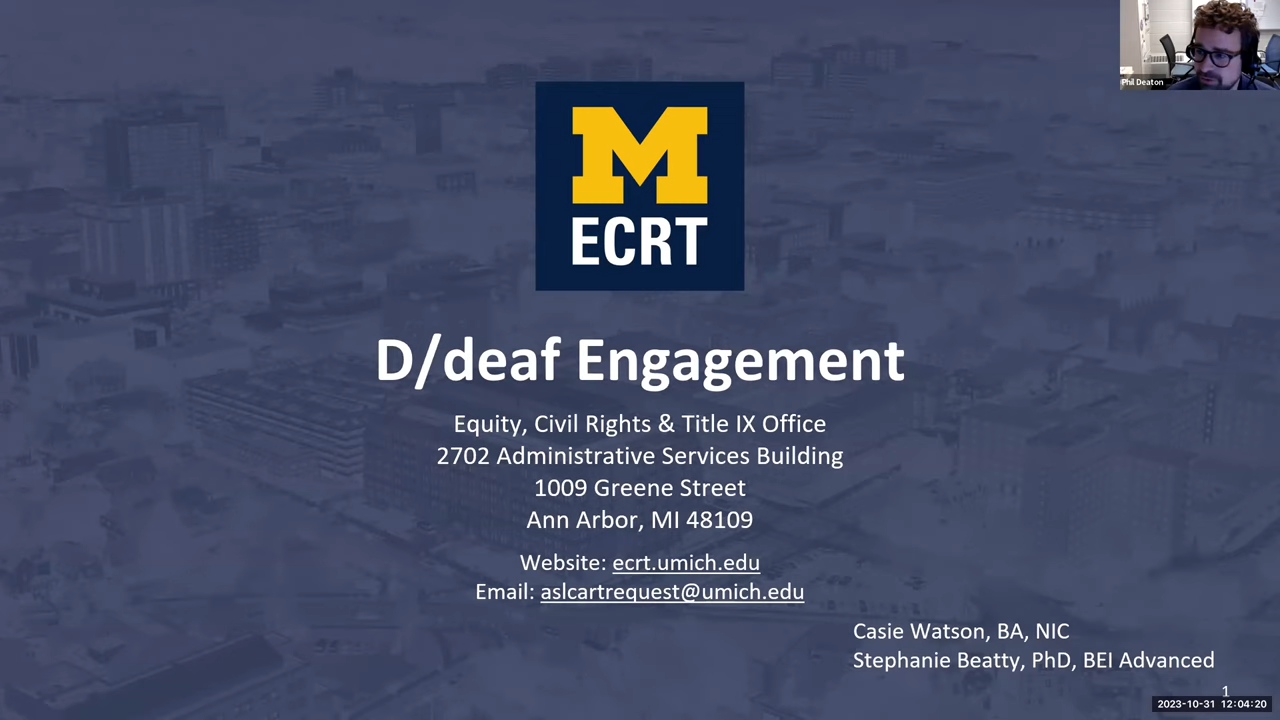 Phil Deaton
M
ECRT
D/deaf Engagement
Equity, Civil Rights & Title IX Office
2702 Administrative Services Building
1009 Greene Street
Ann Arbor, MI 48109
Website: ecrt.umich.edu
Email: aslcartrequest@umich.edu
Casie Watson, BA, NIC
Stephanie Beatty, PhD, BEI Advanced
1
2023-10-31 12:04:20